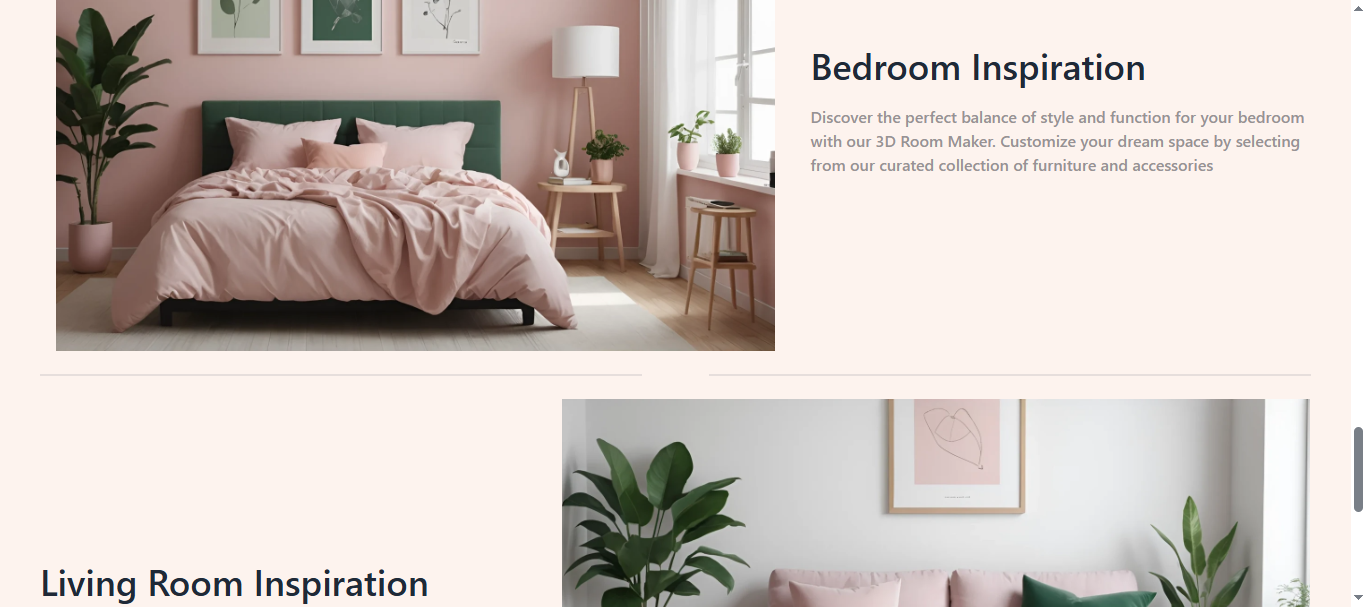 Bedroom Inspiration
Discover the perfect balance of style and function for your bedroom
with our 3D Room Maker. Customize your dream space by selecting
from our curated collection of furniture and accessories
Living Room Inspiration